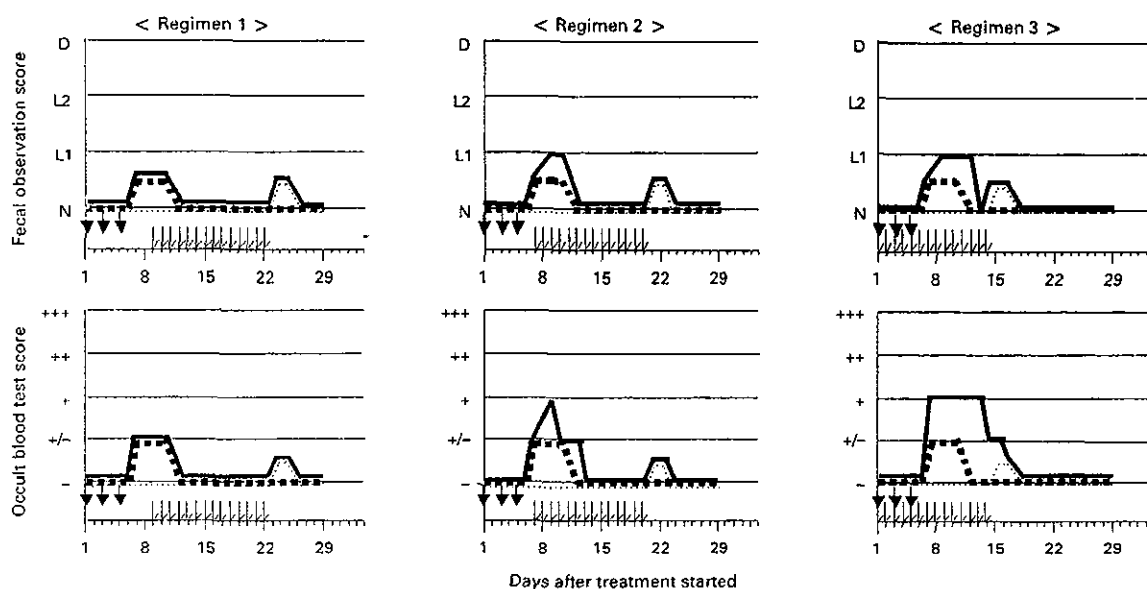 < Regimen 1 >
< Regimen 2 >
< Regimen 3 >
Fecal observation score
D
L2
L1
N
1 8 15 22 29
D
L2
L1
N
1 8 15 22 29
D
L2
L1
N
1 8 15 22 29
Occult blood test score
+++
++
+
+/−
−
1 8 15 22 29
+++
++
+
+/−
−
1 8 15 22 29
+++
++
+
+/−
−
1 8 15 22 29
Days after treatment started